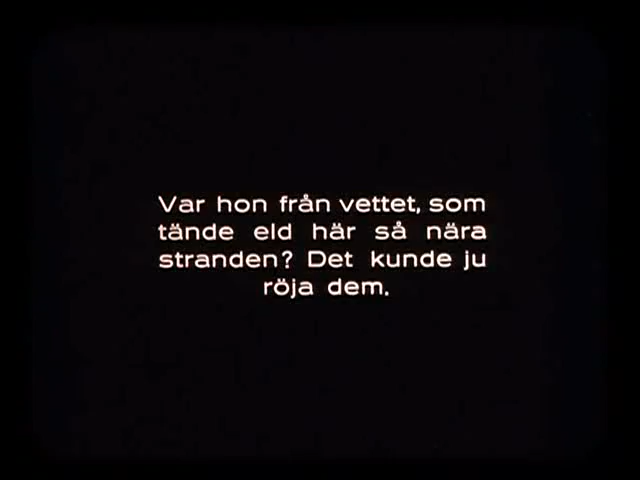 Var hon från vettet, som
tände eld här så nära
stranden? Det kunde ju
röja dem.